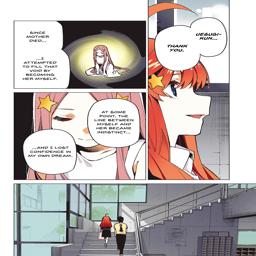 SINCE
MOTHER
DIED...
...I
ATTEMPTED
TO FILL
THAT
VOID BY
BECOMING
HER MYSELF.
UESUGI-
KUN...
THANK
YOU.
AT SOME
POINT, THE
LINE BETWEEN
MYSELF AND
HER BECAME
INDISTINCT...
...AND I LOST
CONFIDENCE IN
MY OWN DREAM.